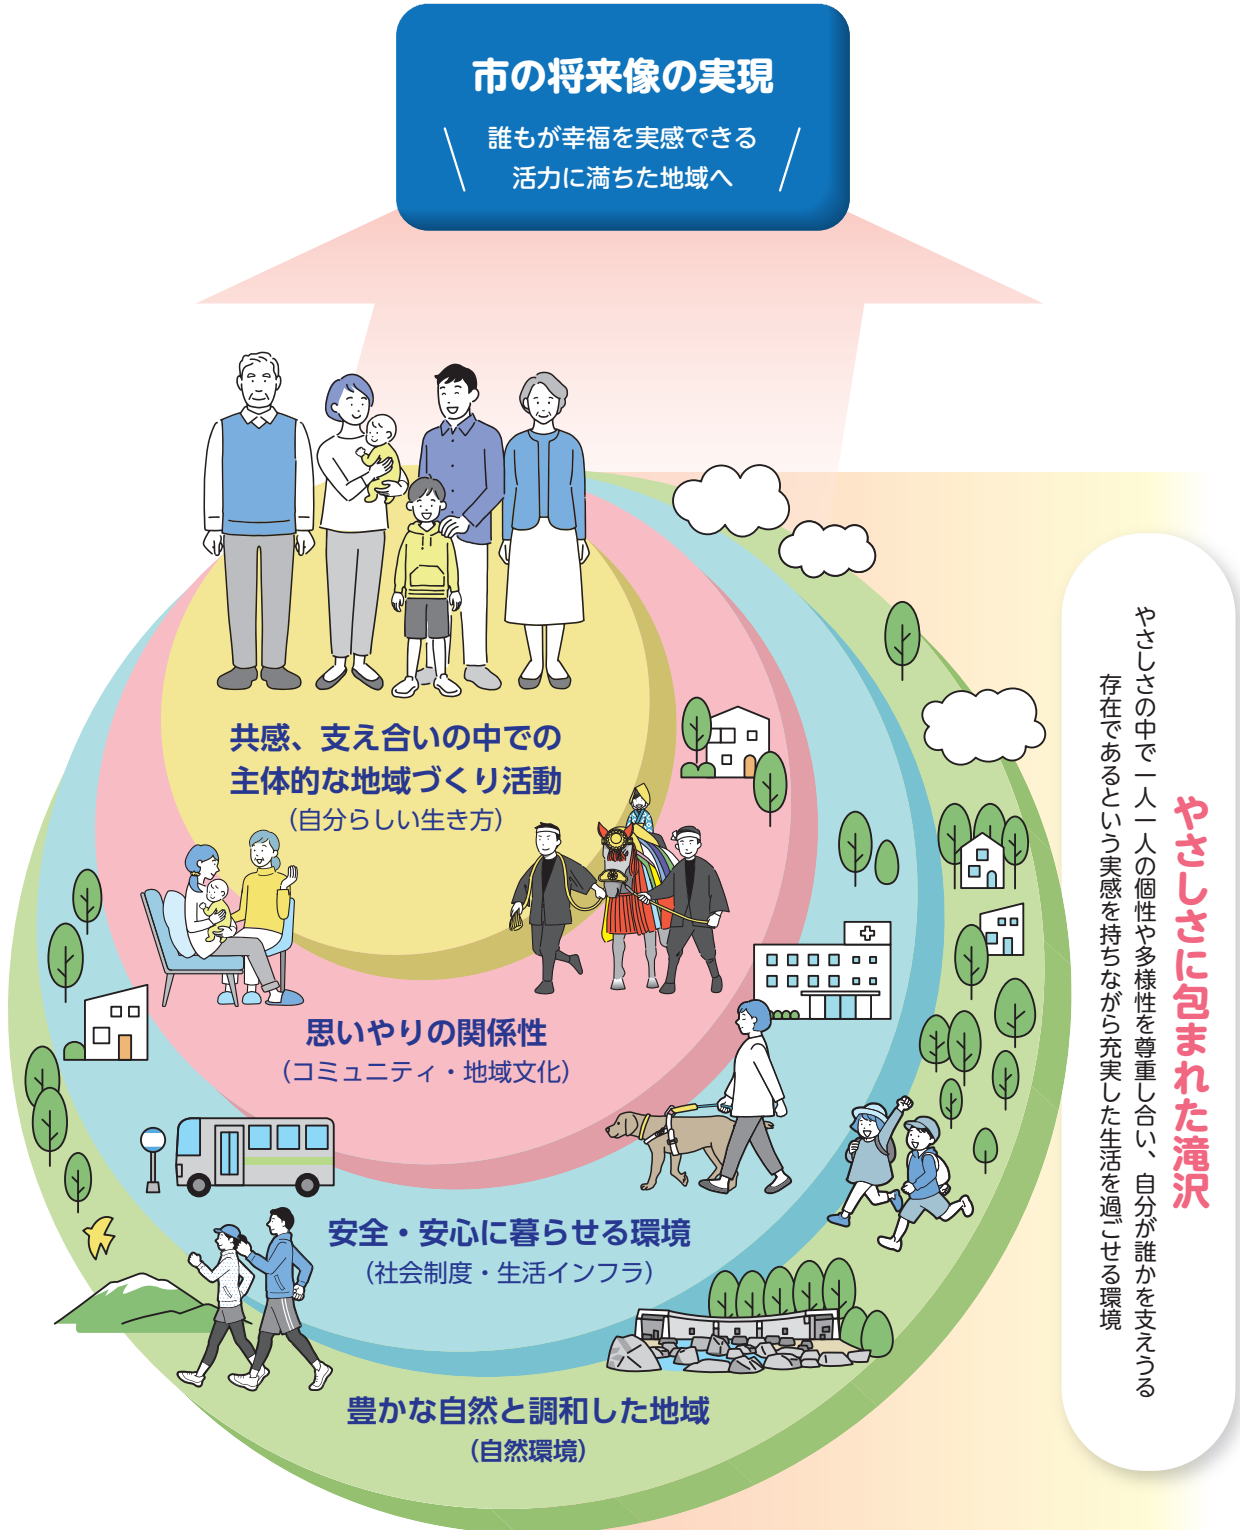 市の将来像の実現
誰もが幸福を実感できる
活力に満ちた地域へ
共感、支え合いの中での
主体的な地域づくり活動
（自分らしい生き方）
思いやりの関係性
（コミュニティ・地域文化）
安全・安心に暮らせる環境
（社会制度・生活インフラ）
豊かな自然と調和した地域
（自然環境）
やさしさに包まれた滝沢
やさしさの中で一人一人の個性や多様性を尊重し合い、自分が誰かを支えうる
存在であるという実感を持ちながら充実した生活を過ごせる環境